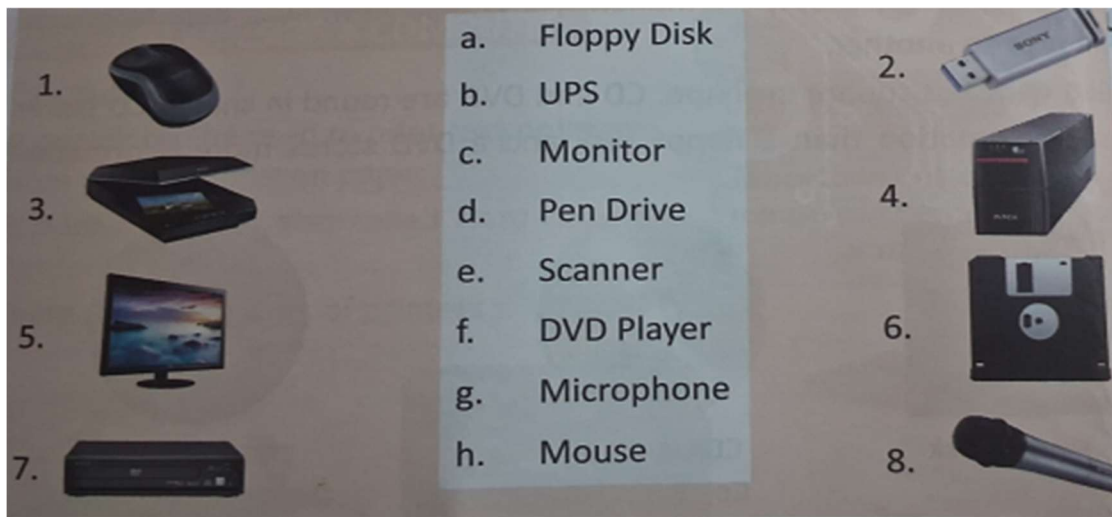 1.
2.
3.
4.
5.
6.
7.
8.
a. Floppy Disk
b. UPS
c. Monitor
d. Pen Drive
e. Scanner
f. DVD Player
g. Microphone
h. Mouse
SONY